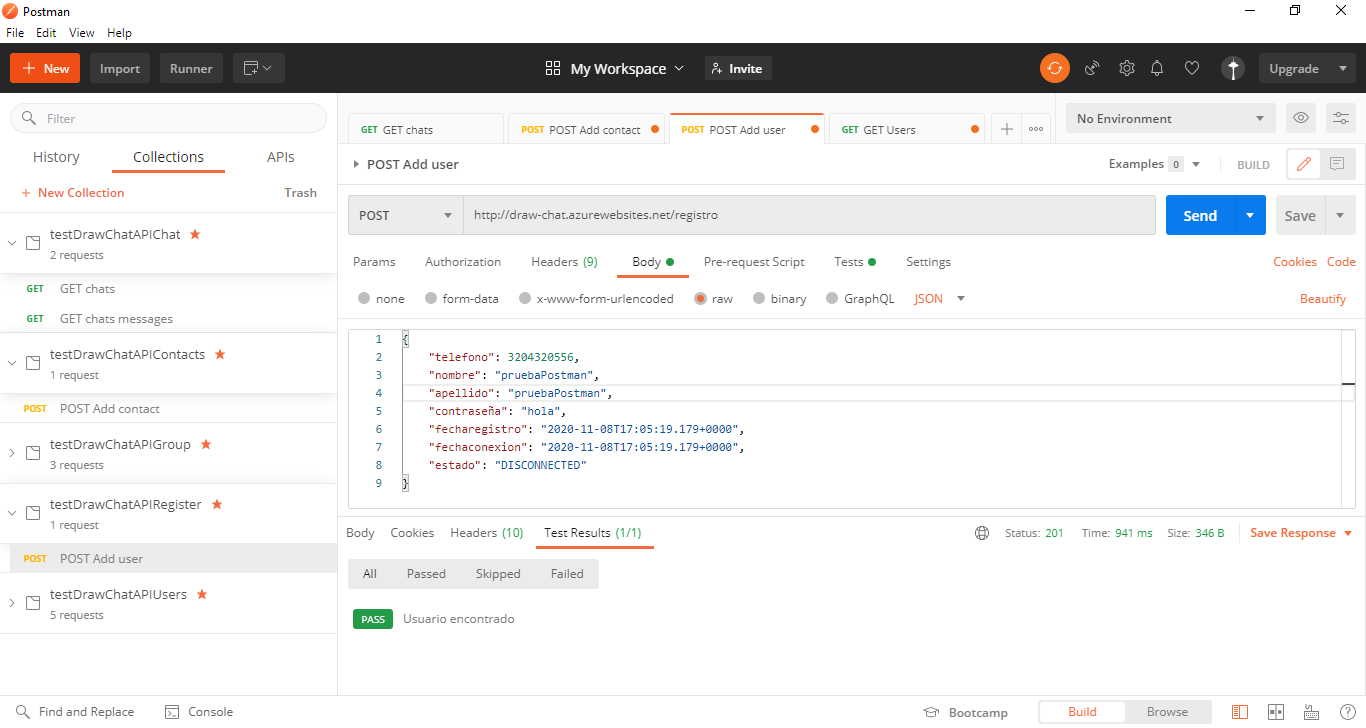 Postman
File Edit View Help
New Import Runner My Workspace Invite Upgrade
Filter
History Collections APIs
New Collection Trash
testDrawChatAPIChat
2 requests
GET GET chats
GET GET chats messages
testDrawChatAPIContacts
1 request
POST POST Add contact
testDrawChatAPIGroup
3 requests
testDrawChatAPIRegister
1 request
POST POST Add user
testDrawChatAPIUsers
5 requests
GET GET chats POST POST Add contact POST POST Add user GET GET Users No Environment
POST Add user Examples 0 BUILD
POST http://draw-chat.azurewebsites.net/registro Send Save
Params Authorization Headers (9) Body Pre-request Script Tests Settings Cookies Code
none form-data x-www-form-urlencoded raw binary GraphQL JSON Beautify
1 {
2 "telefono": 3204320556,
3 "nombre": "pruebaPostman",
4 "apellido": "pruebaPostman",
5 "contraseña": "hola",
6 "fecharegistro": "2020-11-08T17:05:19.179+0000",
7 "fechaconexion": "2020-11-08T17:05:19.179+0000",
8 "estado": "DISCONNECTED"
9 }
Body Cookies Headers (10) Test Results (1/1) Status: 201 Time: 941 ms Size: 346 B Save Response
All Passed Skipped Failed
PASS Usuario encontrado
Find and Replace Console Bootcamp Build Browse